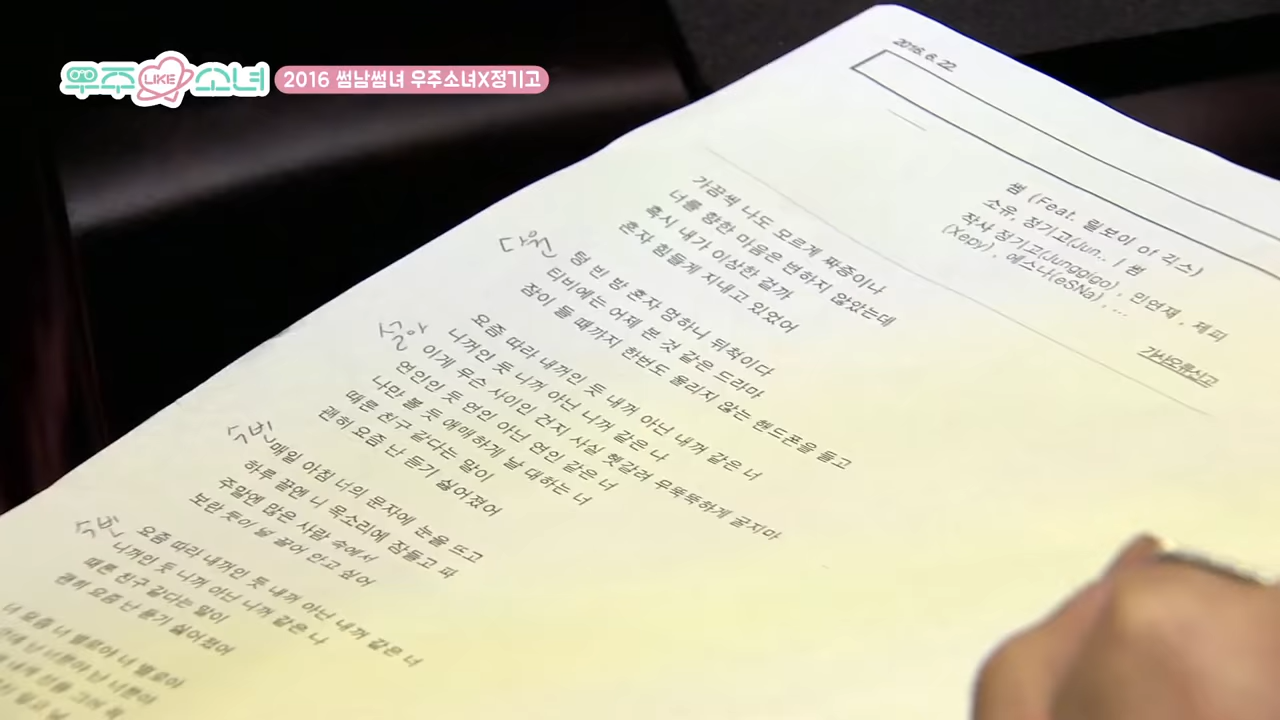 우주 LIKE 소녀
2016 썸남썸녀 우주소녀X정기고
2016. 6. 22
썸 (Feat. 릴보이 of 긱스)
소유, 정기고(Jun.. | 썸
작사 정기고(Junggigo) , 민연재 , 제피
(Xepy) , 에스나(eSNa) , ...
가사오류신고
가끔씩 나도 모르게 짜증이나
너를 향한 마음은 변하지 않았는데
혹시 내가 이상한 걸까
혼자 힘들게 지내고 있었어
다원
텅 빈 방 혼자 멍하니 뒤척이다
티비에는 어제 본 것 같은 드라마
잠이 들 때까지 한번도 울리지 않는 핸드폰을 들고
설아
요즘 따라 내꺼인 듯 내꺼 아닌 내꺼 같은 너
니꺼인 듯 니꺼 아닌 니꺼 같은 나
이게 무슨 사이인 건지 사실 헷갈려 무뚝뚝하게 굴지마
연인인 듯 연인 아닌 연인 같은 너
나만 볼 듯 애매하게 날 대하는 너
때론 친구 같다는 말이
괜히 요즘 난 듣기 싫어졌어
수빈
매일 아침 너의 문자에 눈을 뜨고
하루 끝엔 니 목소리에 잠들고 파
주말엔 많은 사람 속에서
보란 듯이 널 끌어 안고 싶어
수빈
요즘 따라 내꺼인 듯 내꺼 아닌 내꺼 같은 너
니꺼인 듯 니꺼 아닌 니꺼 같은 나
때론 친구 같다는 말이
괜히 요즘 난 듣기 싫어졌어
너 요즘 너 별로야 너 별로야